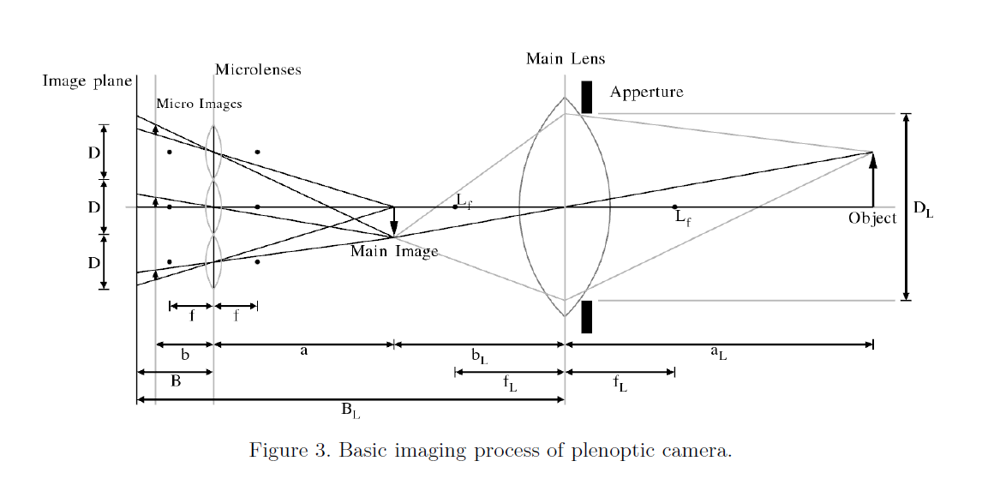 Main Lens
Microlenses
Image plane
Apperture
Micro Images
D
D
D
L_f
L_f
Object
D_L
Main Image
f
f
b
a
b_L
a_L
B
f_L
f_L
B_L
Figure 3. Basic imaging process of plenoptic camera.